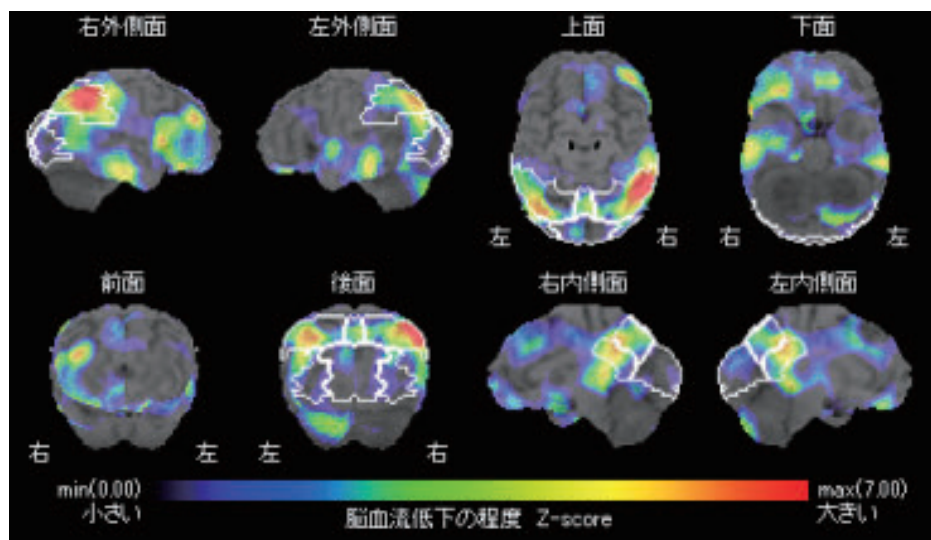 右外側面 左外側面 上面 下面
左 右 右 左
前面 後面 右内側面 左内側面
右 左 左 右
min(0.00) max(7.00)
小さい 脳血流低下の程度 Z-score 大きい